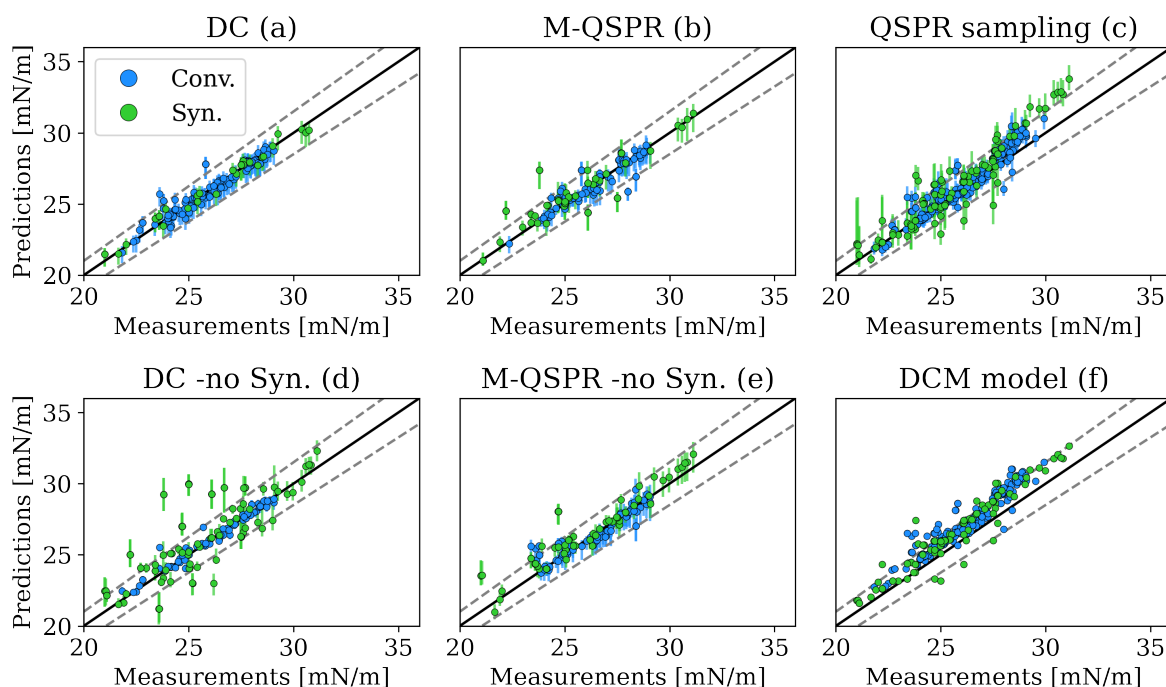 DC (a)
M-QSPR (b)
QSPR sampling (c)
Predictions [mN/m]
35
30
25
20
Conv.
Syn.
20 25 30 35
20 25 30 35
20 25 30 35
Measurements [mN/m]
Measurements [mN/m]
Measurements [mN/m]
DC -no Syn. (d)
M-QSPR -no Syn. (e)
DCM model (f)
Predictions [mN/m]
35
30
25
20
20 25 30 35
20 25 30 35
20 25 30 35
Measurements [mN/m]
Measurements [mN/m]
Measurements [mN/m]